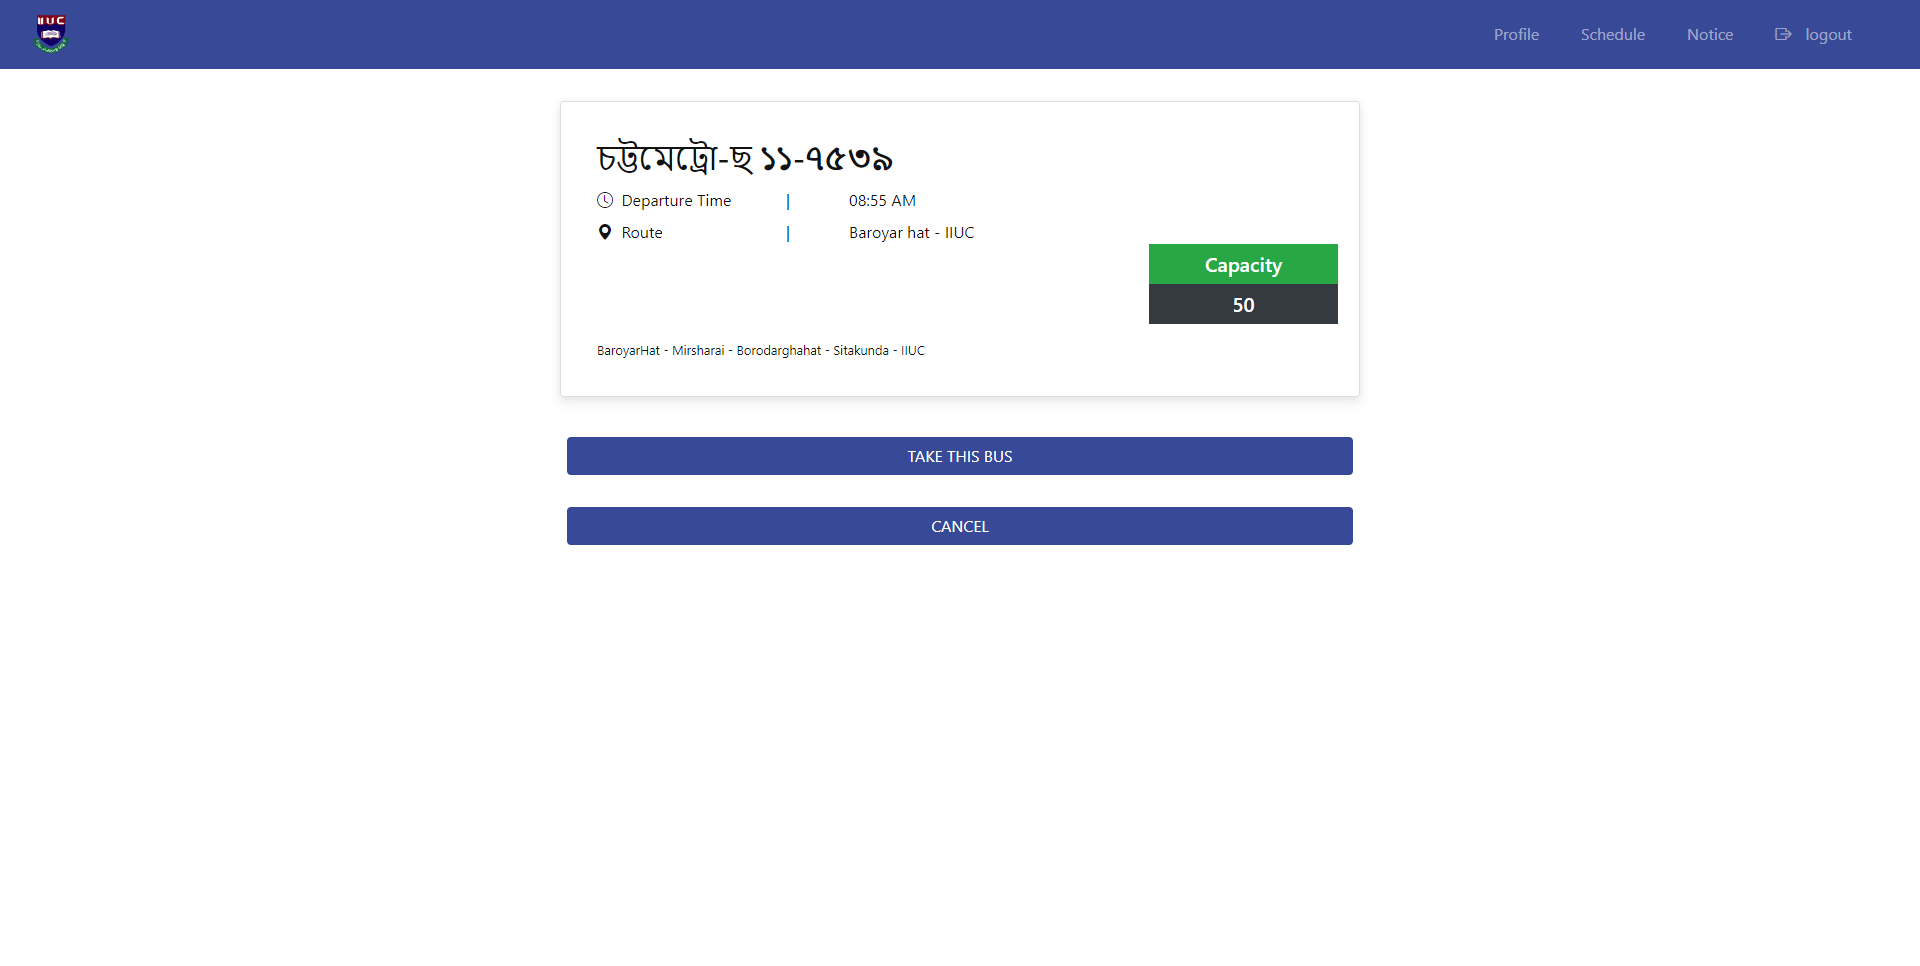 IIUC
Profile Schedule Notice logout
চট্টমেট্রো-ছ ১১-৭৫৩৯
Departure Time | 08:55 AM
Route | Baroyar hat - IIUC
Capacity
50
BaroyarHat - Mirsharai - Borodarghahat - Sitakunda - IIUC
TAKE THIS BUS
CANCEL